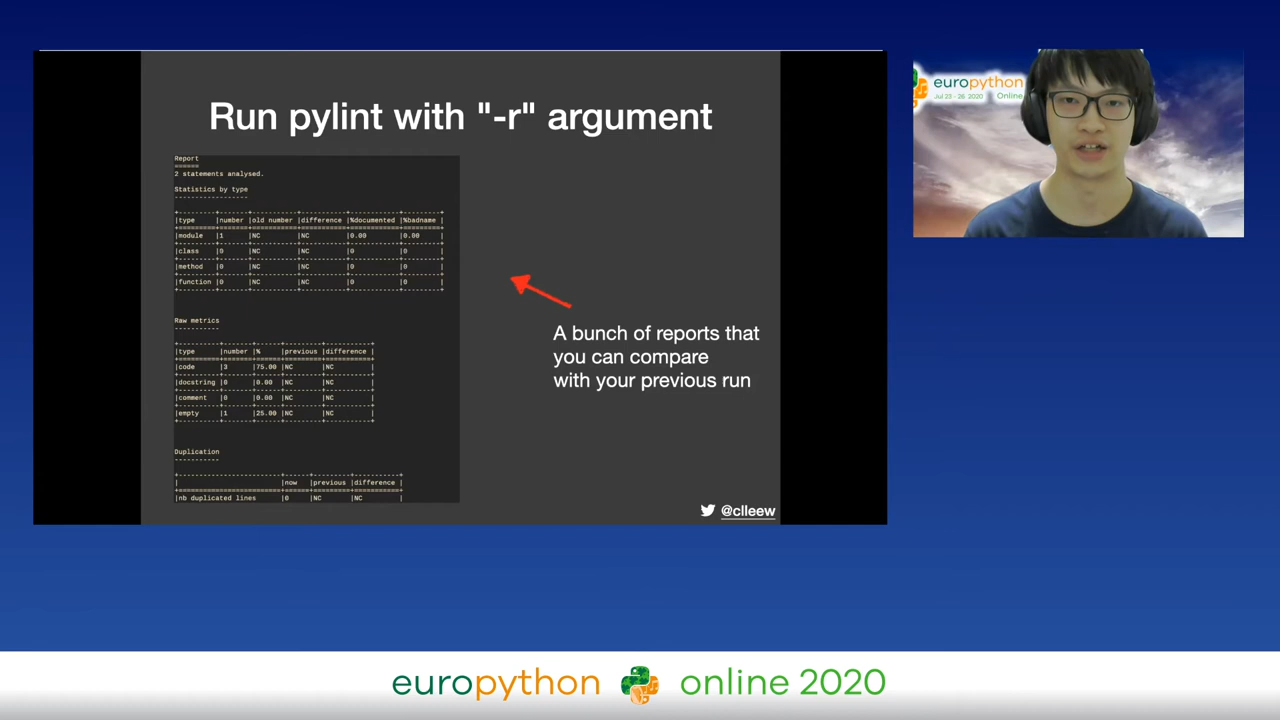 Run pylint with "-r" argument
Report
======
2 statements analysed.
Statistics by type
------------------
+---------+-------+-----------+-----------+------------+---------+
|type |number |old number |difference |%documented |%badname |
+=========+=======+===========+===========+============+=========+
|module |1 |NC |NC |0.00 |0.00 |
+---------+-------+-----------+-----------+------------+---------+
|class |0 |NC |NC |0 |0 |
+---------+-------+-----------+-----------+------------+---------+
|method |0 |NC |NC |0 |0 |
+---------+-------+-----------+-----------+------------+---------+
|function |0 |NC |NC |0 |0 |
+---------+-------+-----------+-----------+------------+---------+
Raw metrics
-----------
+----------+-------+------+---------+-----------+
|type |number |% |previous |difference |
+==========+=======+======+=========+===========+
|code |3 |75.00 |NC |NC |
+----------+-------+------+---------+-----------+
|docstring |0 |0.00 |NC |NC |
+----------+-------+------+---------+-----------+
|comment |0 |0.00 |NC |NC |
+----------+-------+------+---------+-----------+
|empty |1 |25.00 |NC |NC |
+----------+-------+------+---------+-----------+
Duplication
-----------
+-------------------------+------+---------+-----------+
| |now |previous |difference |
+=========================+======+=========+===========+
|nb duplicated lines |0 |NC |NC |
A bunch of reports that
you can compare
with your previous run
@clleew
europython
Jul 23 - 26 2020 Online
europython online 2020